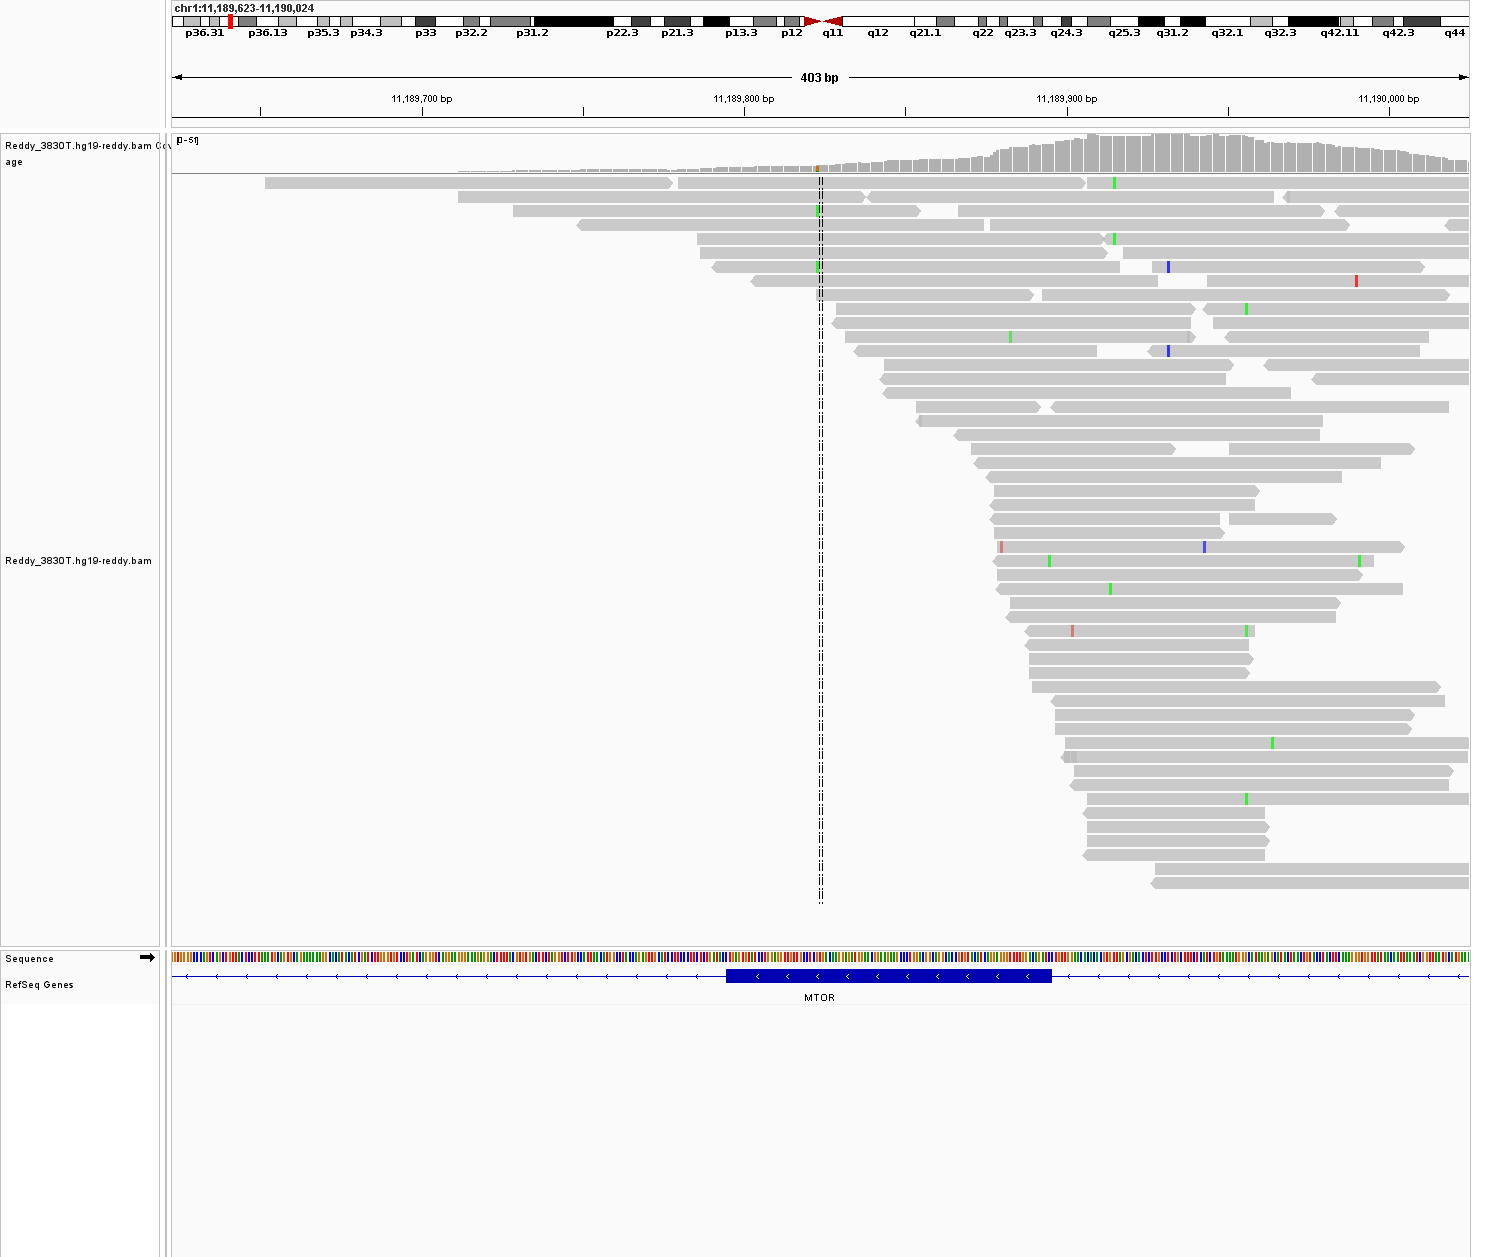 chr1:11,189,623-11,190,024
p36.31 p36.13 p35.3 p34.3 p33 p32.2 p31.2 p22.3 p21.3 p13.3 p12 q11 q12 q21.1 q22 q23.3 q24.3 q25.3 q31.2 q32.1 q32.3 q42.11 q42.3 q44
403 bp
11,189,700 bp 11,189,800 bp 11,189,900 bp 11,190,000 bp
[0-51]
Reddy_3830T.hg19-reddy.bam Cov
age
Reddy_3830T.hg19-reddy.bam
Sequence
RefSeq Genes
MTOR